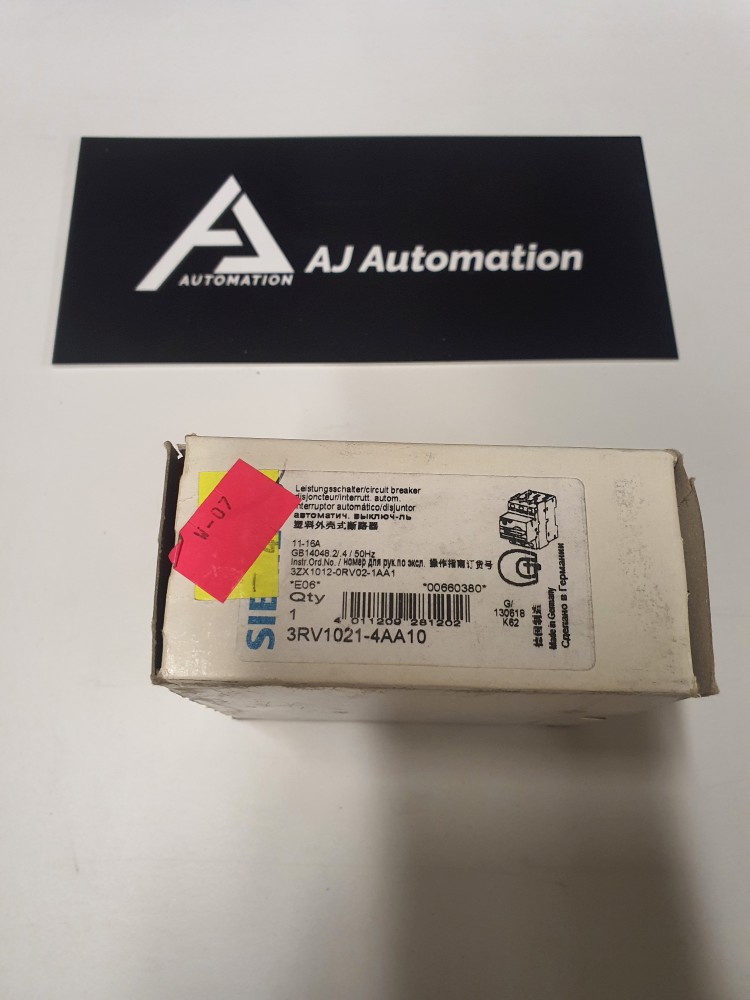 AUTOMATION
AJ Automation
W-07
SIE
Leistungsschalter/circuit breaker
disjoncteur/interrutt. autom.
interruptor automático/disjuntor
автоматич. выключ-ль
塑料外壳式断路器
11-16A
GB14048.2/.4 / 50Hz
Instr.Ord.No. / номер для рук.по экспл. 操作指南订货号
3ZX1012-0RV02-1AA1
"E06" "00660380"
Qty
1
4 011209 281202
3RV1021-4AA10
G/
130618
K62
德国制造
Made in Germany
Сделано в Германии